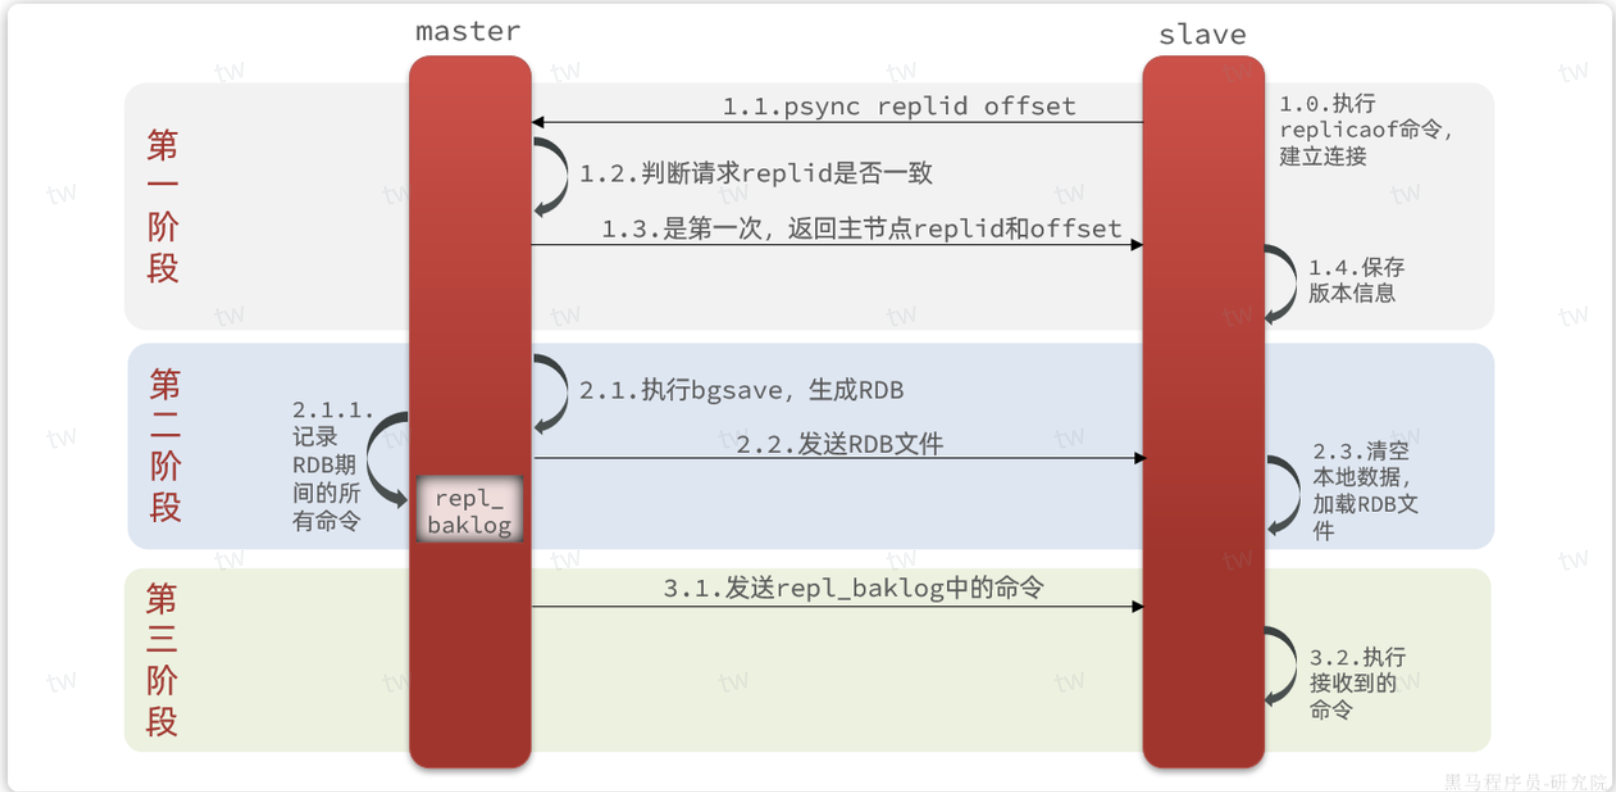 master
slave
第一阶段
1.0.执行
replicaof命令，
建立连接
1.1.psync replid offset
1.2.判断请求replid是否一致
1.3.是第一次，返回主节点replid和offset
1.4.保存
版本信息
第二阶段
2.1.执行bgsave，生成RDB
2.1.1.
记录
RDB期
间的所
有命令
repl_
baklog
2.2.发送RDB文件
2.3.清空
本地数据，
加载RDB文
件
第三阶段
3.1.发送repl_baklog中的命令
3.2.执行
接收到的
命令
黑马程序员-研究院